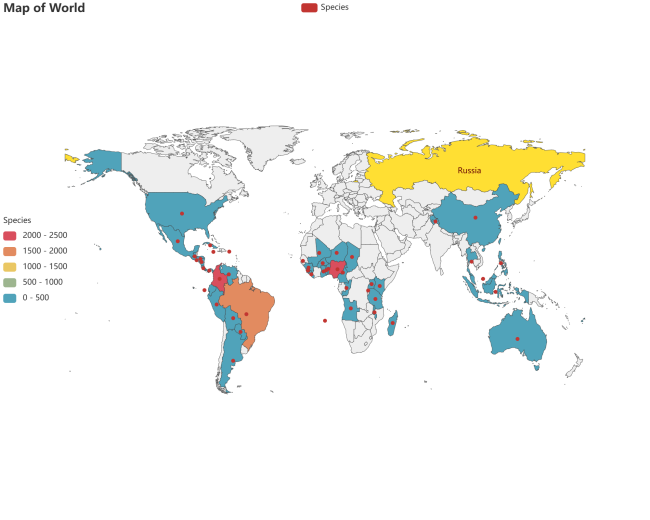 Map of World
Species
Russia
Species
2000 - 2500
1500 - 2000
1000 - 1500
500 - 1000
0 - 500